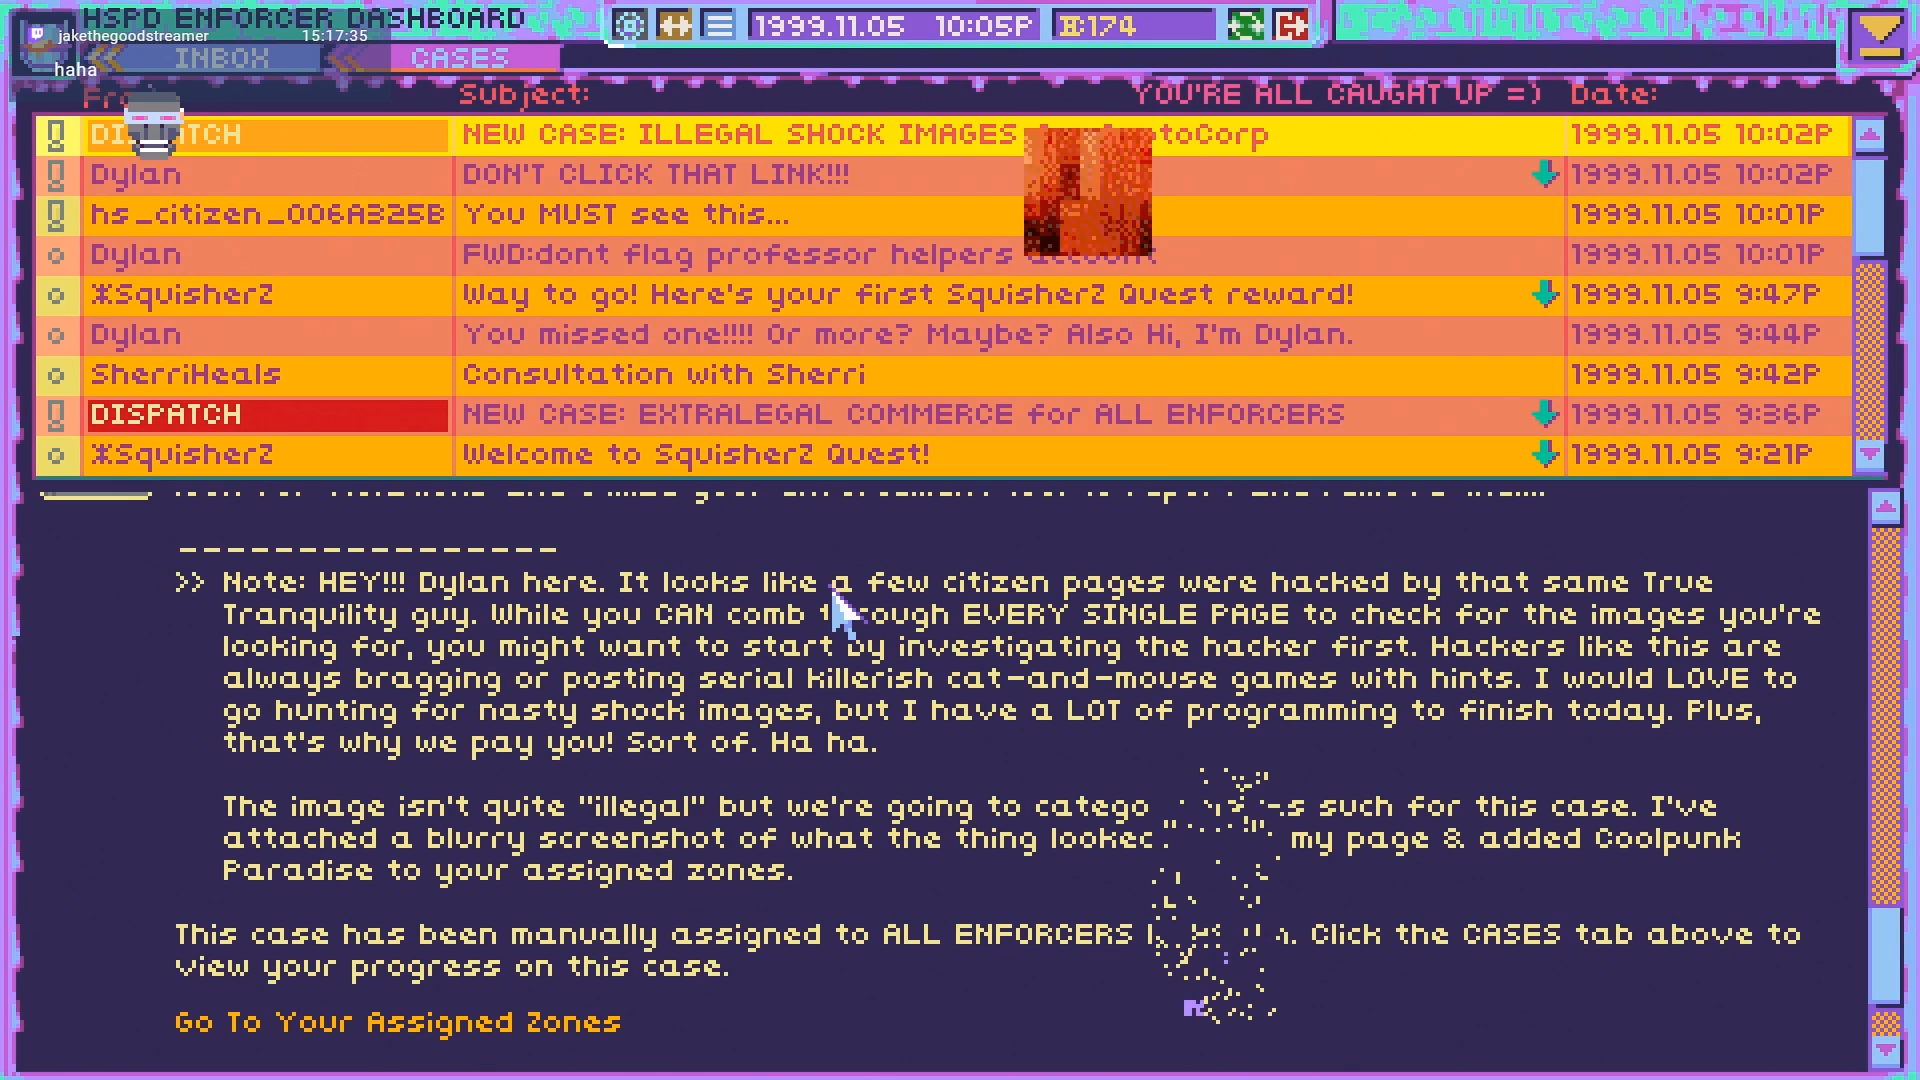 HSPD ENFORCER DASHBOARD
jakethegoodstreamer 15:17:35
haha
1999.11.05 10:05P
174
INBOX
CASES
Subject: YOU'RE ALL CAUGHT UP =) Date:
NEW CASE: ILLEGAL SHOCK IMAGES 1999.11.05 10:02P
Dylan DON'T CLICK THAT LINK!!! 1999.11.05 10:02P
hs_citizen_006A325B You MUST see this... 1999.11.05 10:01P
Dylan FWD:dont flag professor helpers 1999.11.05 10:01P
SquisherZ Way to go! Here's your first SquisherZ Quest reward! 1999.11.05 9:47P
Dylan You missed one!!!! Or more? Maybe? Also Hi, I'm Dylan. 1999.11.05 9:44P
SherriHeals Consultation with Sherri 1999.11.05 9:42P
DISPATCH NEW CASE: EXTRALEGAL COMMERCE for ALL ENFORCERS 1999.11.05 9:36P
SquisherZ Welcome to SquisherZ Quest! 1999.11.05 9:21P
>> Note: HEY!!! Dylan here. It looks like a few citizen pages were hacked by that same True
Tranquility guy. While you CAN comb through EVERY SINGLE PAGE to check for the images you're
looking for, you might want to start by investigating the hacker first. Hackers like this are
always bragging or posting serial killerish cat-and-mouse games with hints. I would LOVE to
go hunting for nasty shock images, but I have a LOT of programming to finish today. Plus,
that's why we pay you! Sort of. Ha ha.
The image isn't quite "illegal" but we're going to such for this case. I've
attached a blurry screenshot of what the thing my page & added Coolpunk
Paradise to your assigned zones.
This case has been manually assigned to ALL ENFORCERS Click the CASES tab above to
view your progress on this case.
Go To Your Assigned Zones